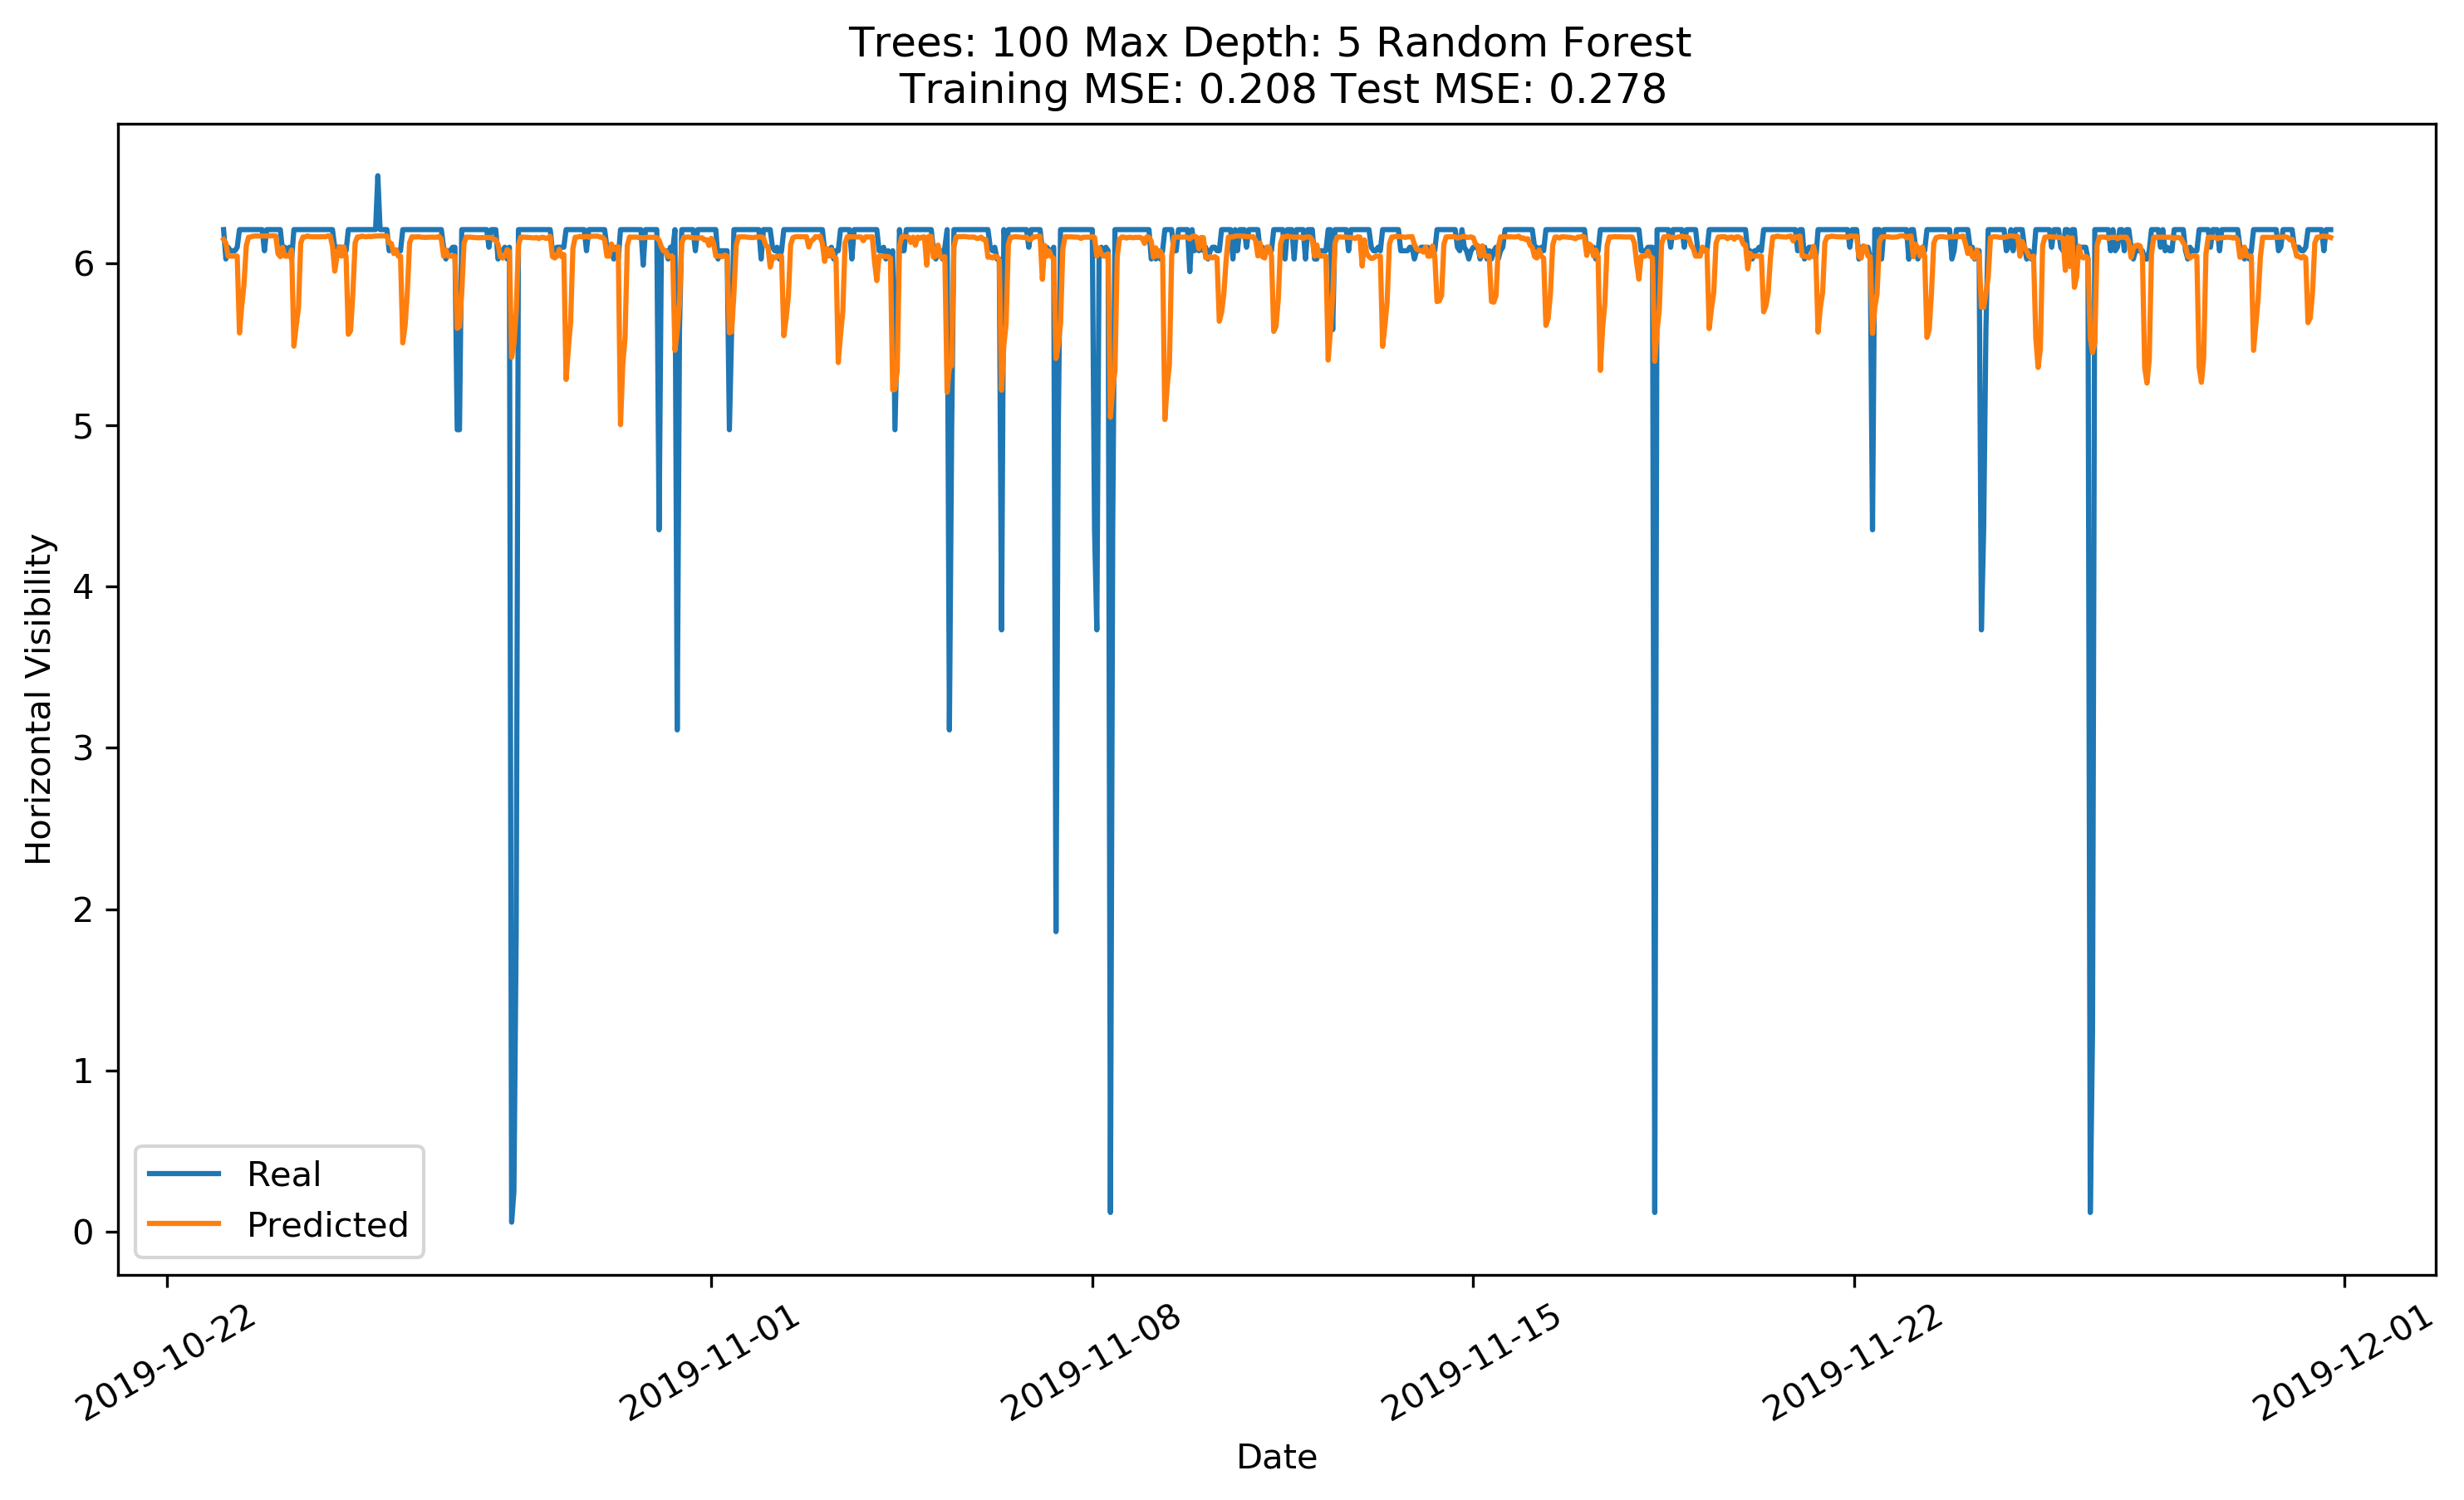 Trees: 100 Max Depth: 5 Random Forest
Training MSE: 0.208 Test MSE: 0.278
Horizontal Visibility
6
5
4
3
2
1
0
Real
Predicted
2019-10-22
2019-11-01
2019-11-08
2019-11-15
2019-11-22
2019-12-01
Date